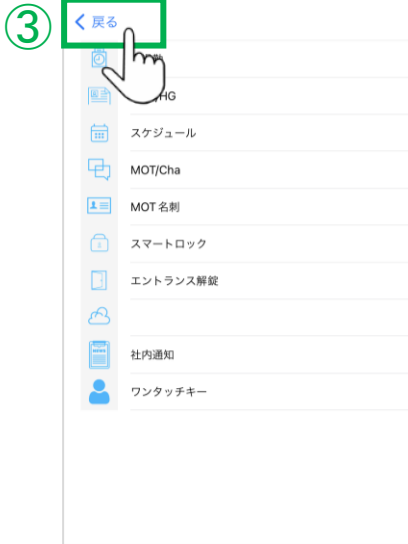 ③
戻る
HG
スケジュール
MOT/Cha
MOT 名刺
スマートロック
エントランス解錠
社内通知
ワンタッチキー